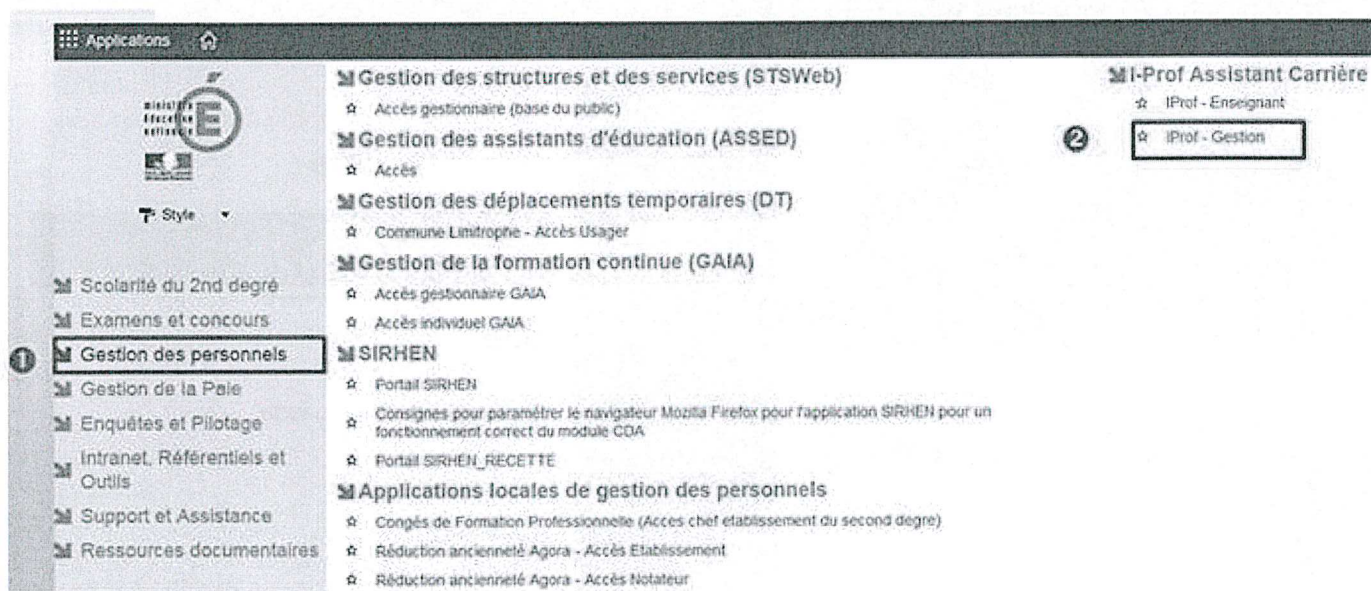 Applications
ministère
éducation
nationale
Style
Scolarité du 2nd degré
Examens et concours
1
Gestion des personnels
Gestion de la Paie
Enquêtes et Pilotage
Intranet, Référentiels et
Outils
Support et Assistance
Ressources documentaires
Gestion des structures et des services (STSWeb)
Accès gestionnaire (base du public)
Gestion des assistants d'éducation (ASSED)
Accès
Gestion des déplacements temporaires (DT)
Commune Limitrophe - Accès Usager
Gestion de la formation continue (GAIA)
Accès gestionnaire GAIA
Accès individuel GAIA
SIRHEN
Portail SIRHEN
Consignes pour paramétrer le navigateur Mozilla Firefox pour l'application SIRHEN pour un
fonctionnement correct du module CDA
Portail SIRHEN_RECETTE
Applications locales de gestion des personnels
Congés de Formation Professionnelle (Acces chef etablissement du second degre)
Réduction ancienneté Agora - Accès Etablissement
Réduction ancienneté Agora - Accès Notateur
I-Prof Assistant Carrière
IProf - Enseignant
2
IProf - Gestion